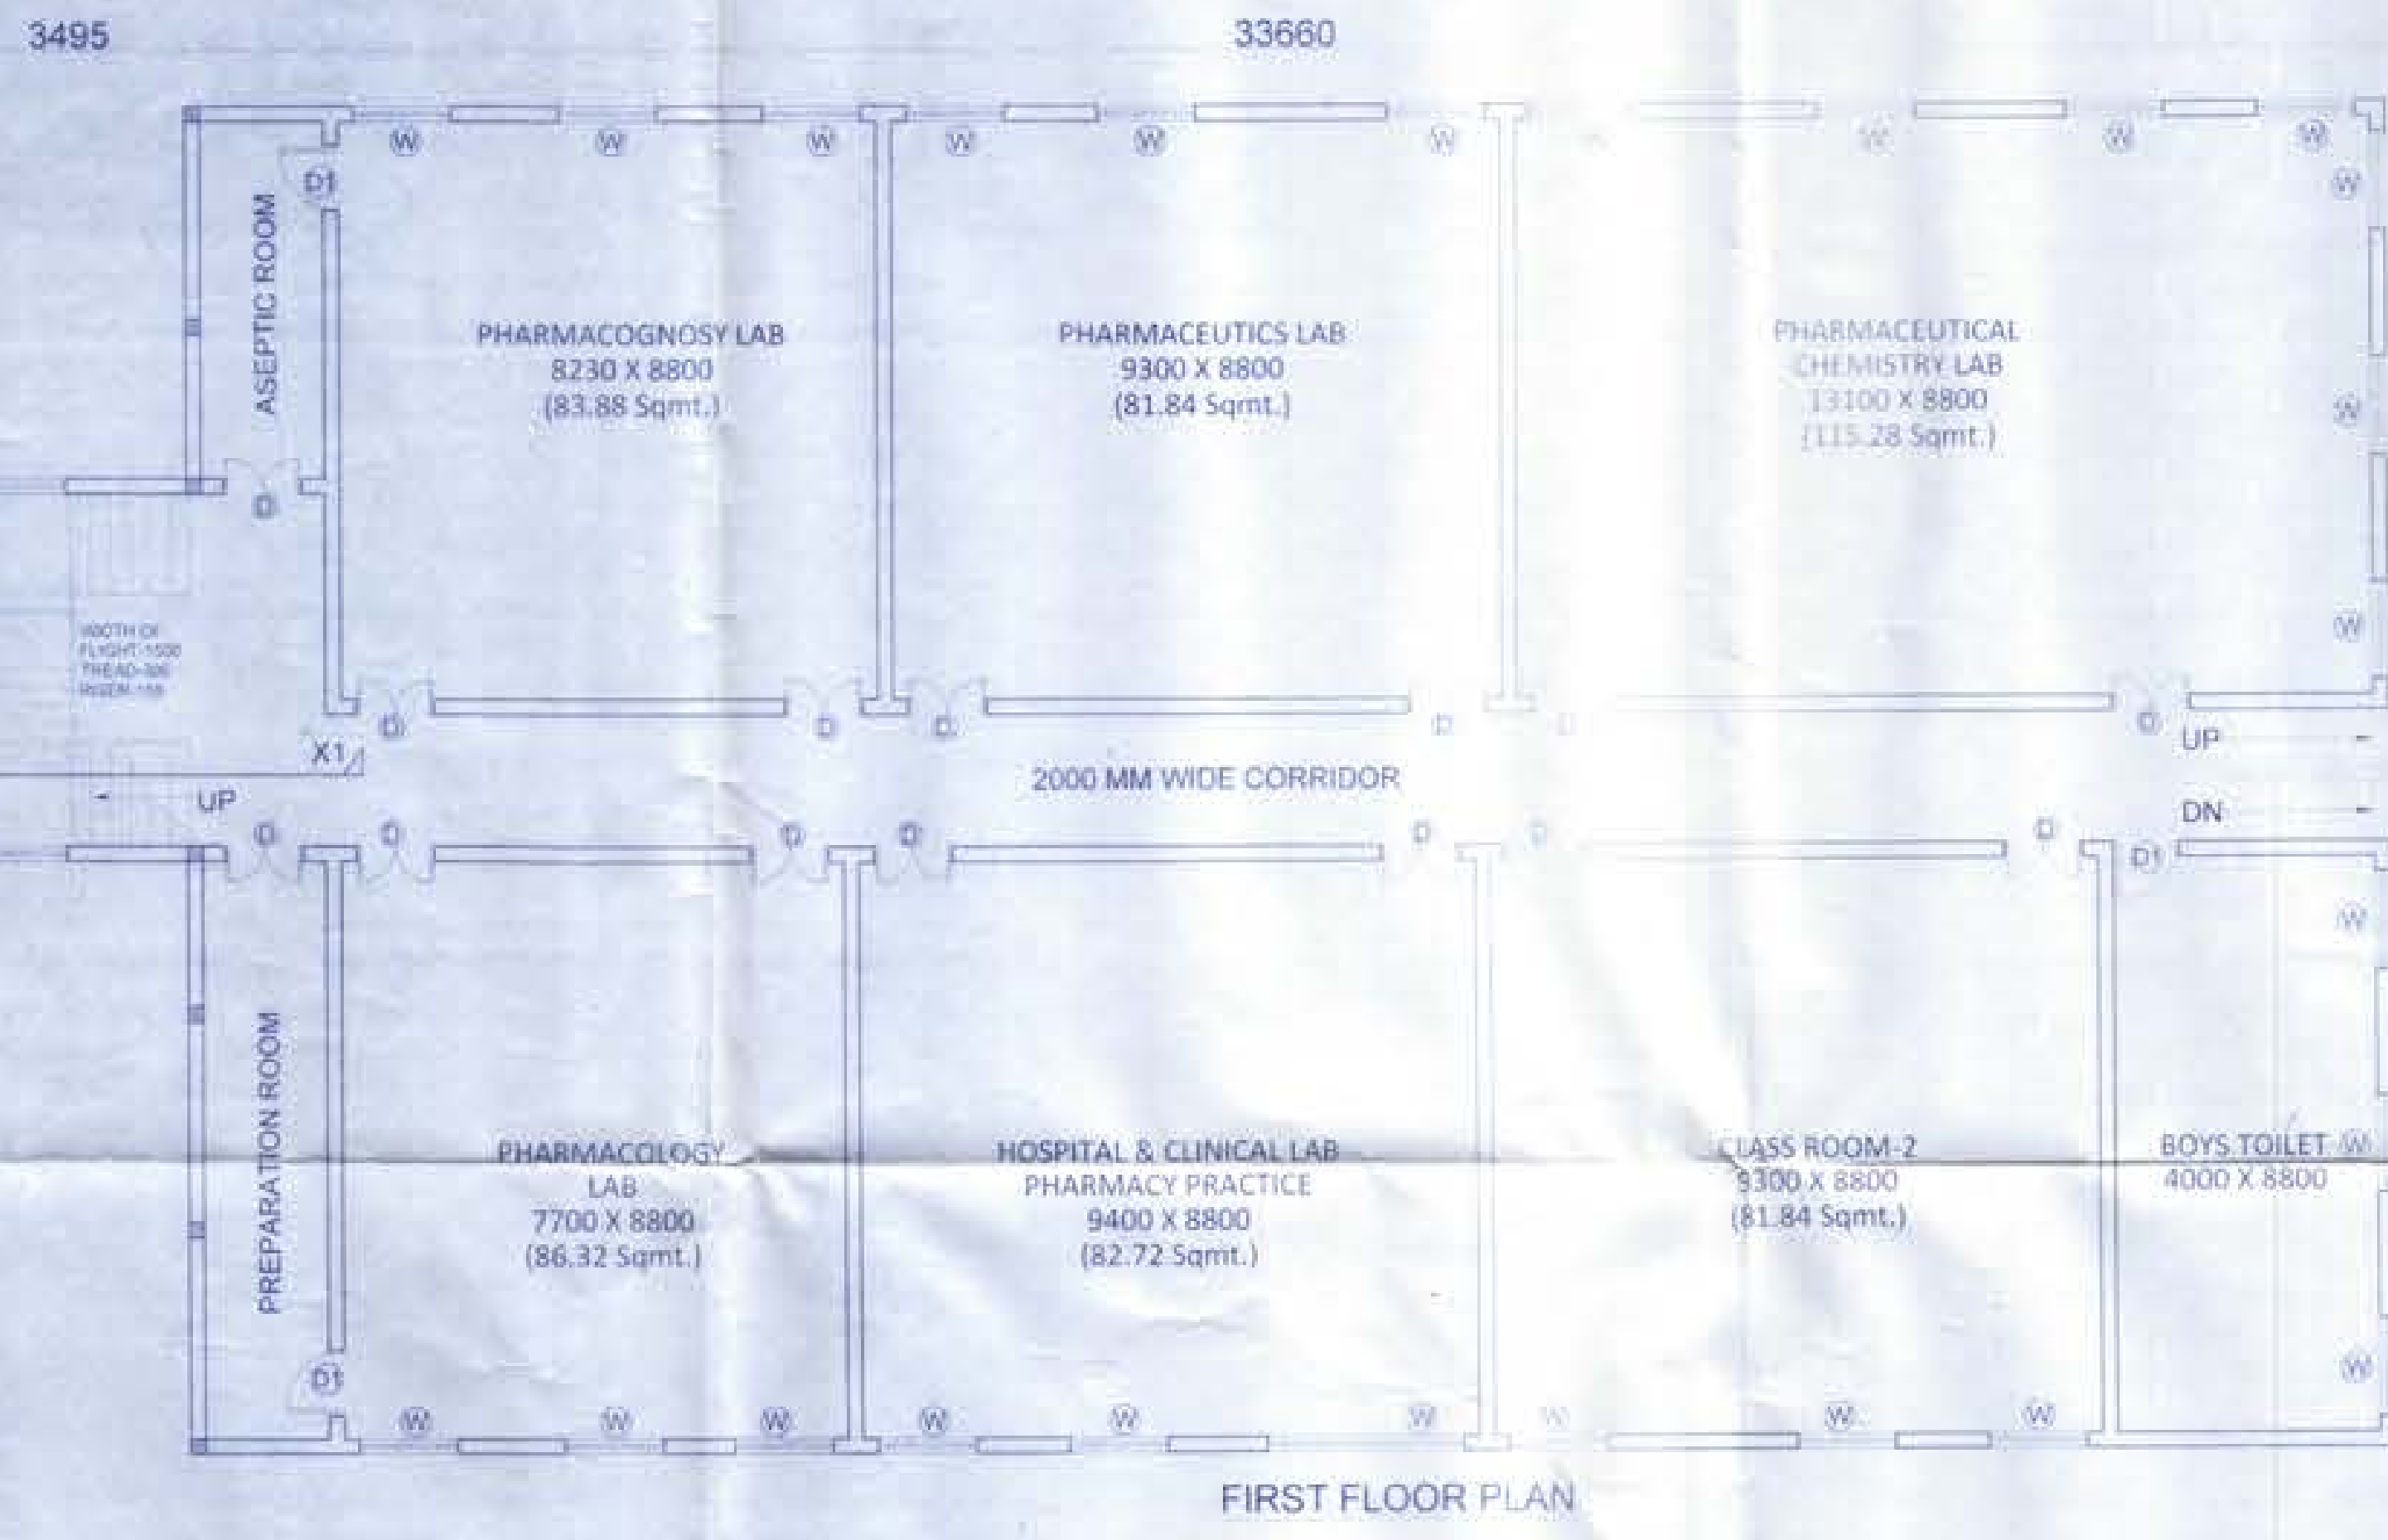 3495
33660
W
W
W
W
W
W
W
W
W
W
D1
ASEPTIC ROOM
PHARMACOGNOSY LAB
8230 X 8800
(83.88 Sqmt.)
PHARMACEUTICS LAB
9300 X 8800
(81.84 Sqmt.)
PHARMACEUTICAL
CHEMISTRY LAB
13100 X 8800
(115.28 Sqmt.)
W
W
D
FLIGHT-1500
D
D
D
D
D
D
X1
UP
2000 MM WIDE CORRIDOR
UP
DN
D
D
D
D
D
D
D
D1
W
PREPARATION ROOM
PHARMACOLOGY
LAB
7700 X 8800
(86.32 Sqmt.)
HOSPITAL & CLINICAL LAB
PHARMACY PRACTICE
9400 X 8800
(82.72 Sqmt.)
CLASS ROOM-2
9300 X 8800
(81.84 Sqmt.)
BOYS TOILET
4000 X 8800
W
W
D1
W
W
W
W
W
W
W
W
W
FIRST FLOOR PLAN